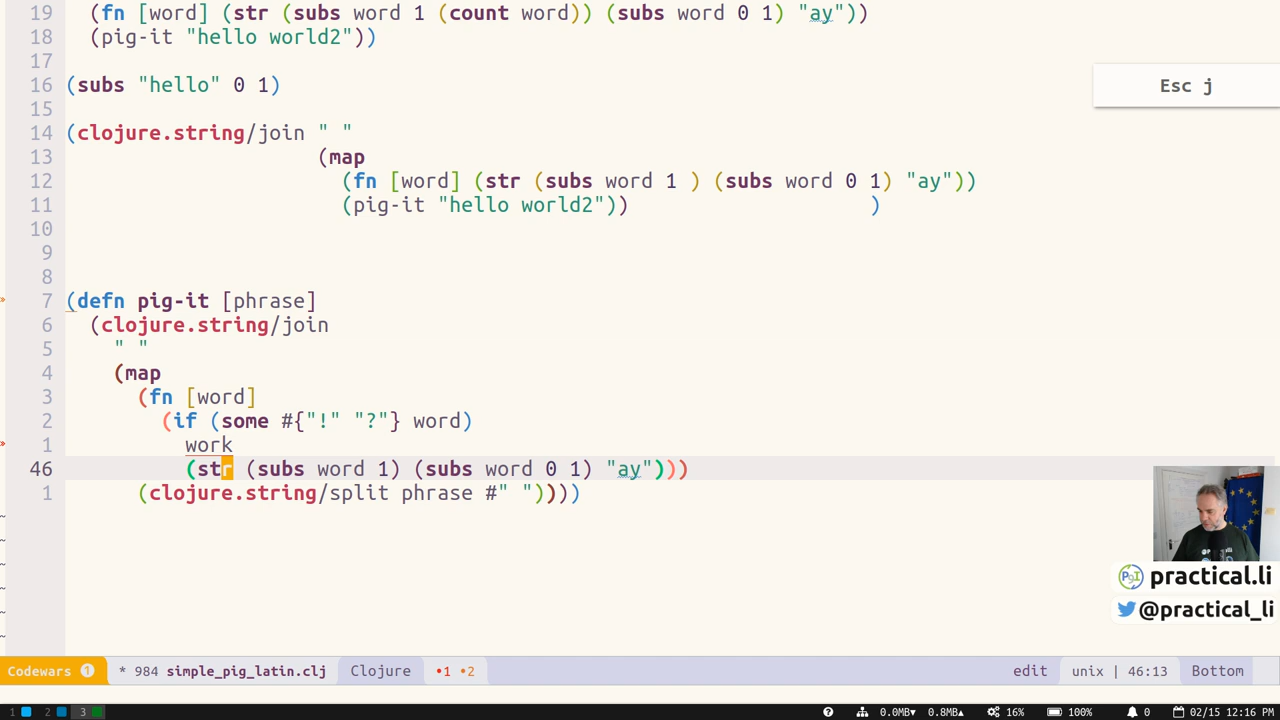 19 (fn [word] (str (subs word 1 (count word)) (subs word 0 1) "ay"))
18 (pig-it "hello world2"))
17
16 (subs "hello" 0 1)
Esc j
15
14 (clojure.string/join " "
13 (map
12 (fn [word] (str (subs word 1 ) (subs word 0 1) "ay"))
11 (pig-it "hello world2")) )
10
9
8
7 (defn pig-it [phrase]
6 (clojure.string/join
5 " "
4 (map
3 (fn [word]
2 (if (some #{"!" "?"} word)
1 work
46 (str (subs word 1) (subs word 0 1) "ay")))
1 (clojure.string/split phrase #" "))))
practical.li
@practical_li
Codewars 1 * 984 simple_pig_latin.clj Clojure •1 •2 edit unix | 46:13 Bottom
1 2 3 0.0MB▾ 0.8MB▴ 16% 100% 0 02/15 12:16 PM